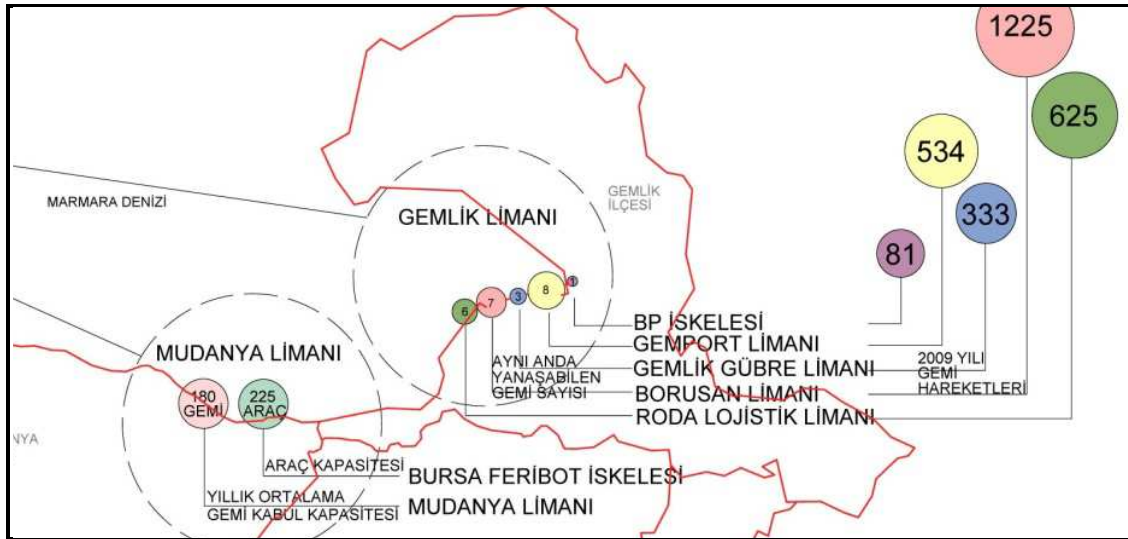 1225
625
534
333
81
MARMARA DENİZİ
GEMLİK LİMANI
GEMLİK
İLÇESİ
1
8
3
7
6
BP İSKELESİ
GEMPORT LİMANI
GEMLİK GÜBRE LİMANI
BORUSAN LİMANI
RODA LOJİSTİK LİMANI
AYNI ANDA
YANAŞABİLEN
GEMİ SAYISI
2009 YILI
GEMİ
HAREKETLERİ
MUDANYA LİMANI
180
GEMİ
225
ARAÇ
NYA
ARAÇ KAPASİTESİ
BURSA FERİBOT İSKELESİ
YILLIK ORTALAMA
GEMİ KABUL KAPASİTESİ
MUDANYA LİMANI